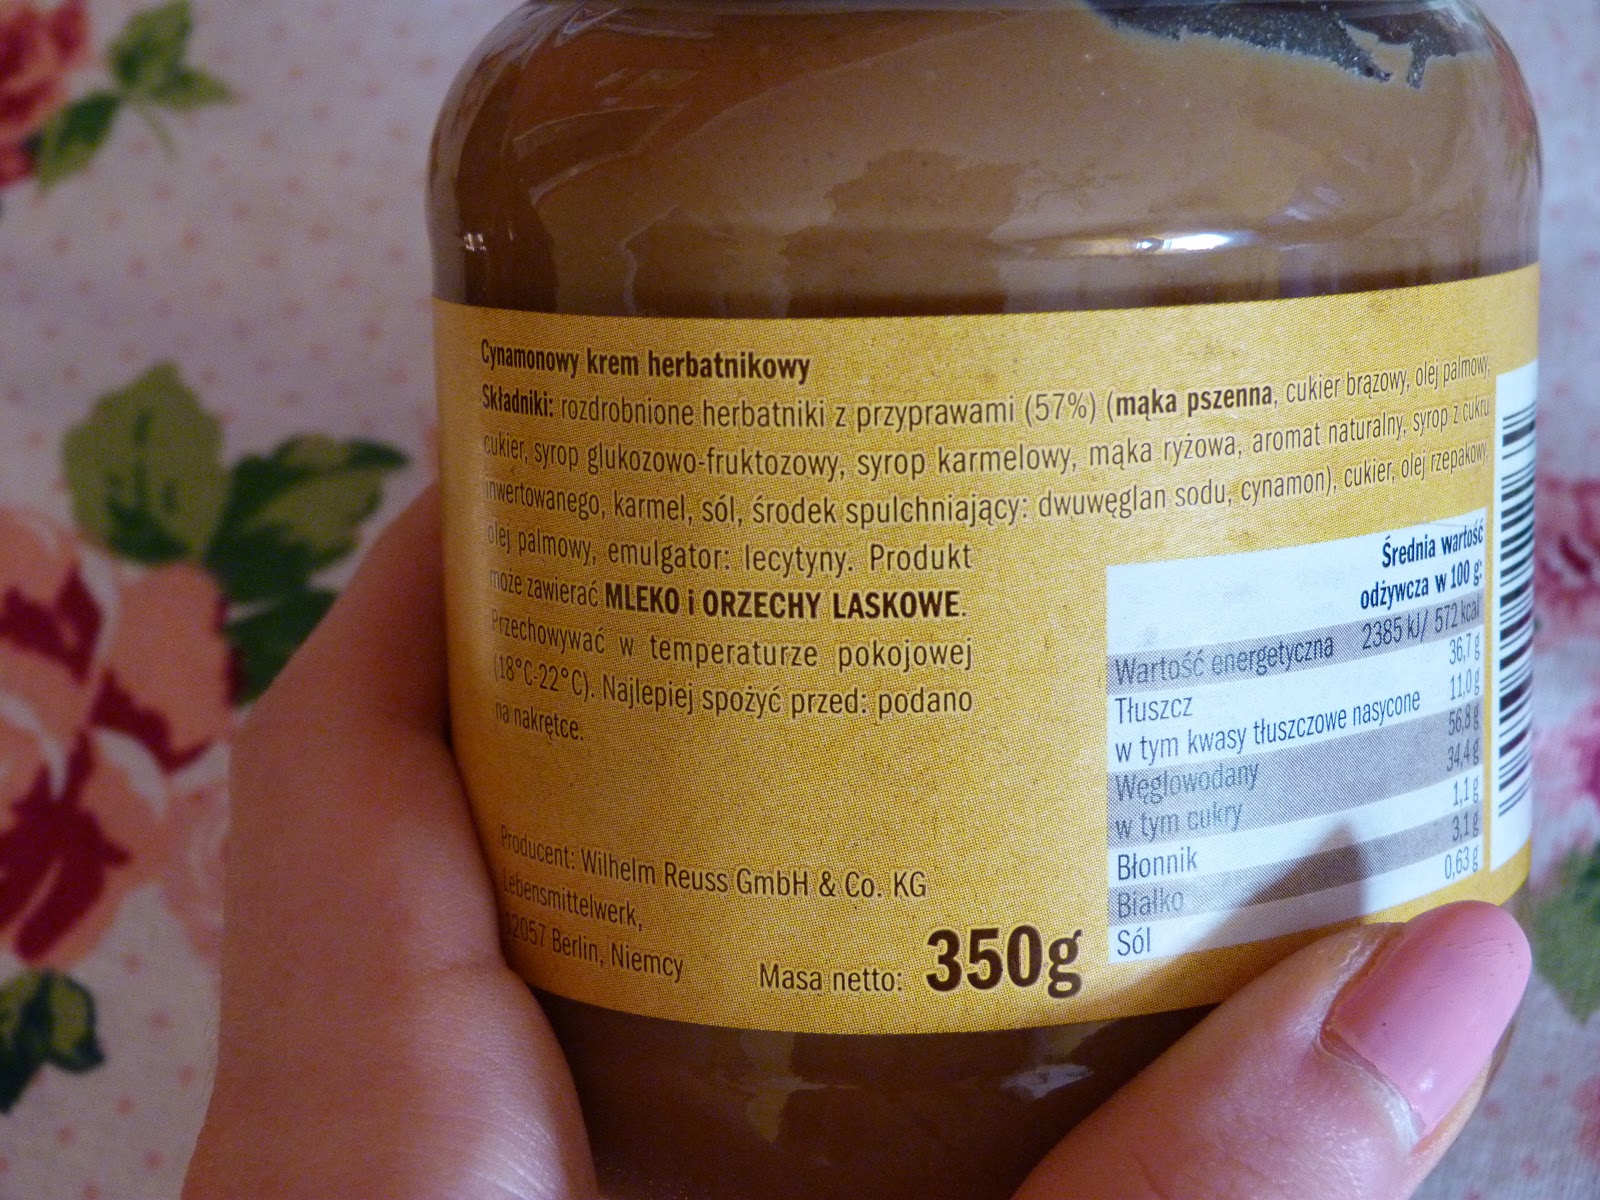 Cynamonowy krem herbatnikowy
Składniki: rozdrobnione herbatniki z przyprawami (57%) (mąka pszenna, cukier brązowy, olej palmowy,
cukier, syrop glukozowo-fruktozowy, syrop karmelowy, mąka ryżowa, aromat naturalny, syrop z cukru
inwertowanego, karmel, sól, środek spulchniający: dwuwęglan sodu, cynamon), cukier, olej rzepakowy,
olej palmowy, emulgator: lecytyny. Produkt
może zawierać MLEKO i ORZECHY LASKOWE.
Przechowywać w temperaturze pokojowej
(18°C-22°C). Najlepiej spożyć przed: podano
na nakrętce.
Producent: Wilhelm Reuss GmbH & Co. KG
Lebensmittelwerk,
12057 Berlin, Niemcy
Masa netto: 350g
Średnia wartość
odżywcza w 100 g:
Wartość energetyczna 2385 kJ/ 572 kcal
Tłuszcz 36,7 g
w tym kwasy tłuszczowe nasycone 11,0 g
Węglowodany 56,8 g
w tym cukry 34,4 g
Błonnik 1,1 g
Białko 3,1 g
Sól 0,63 g